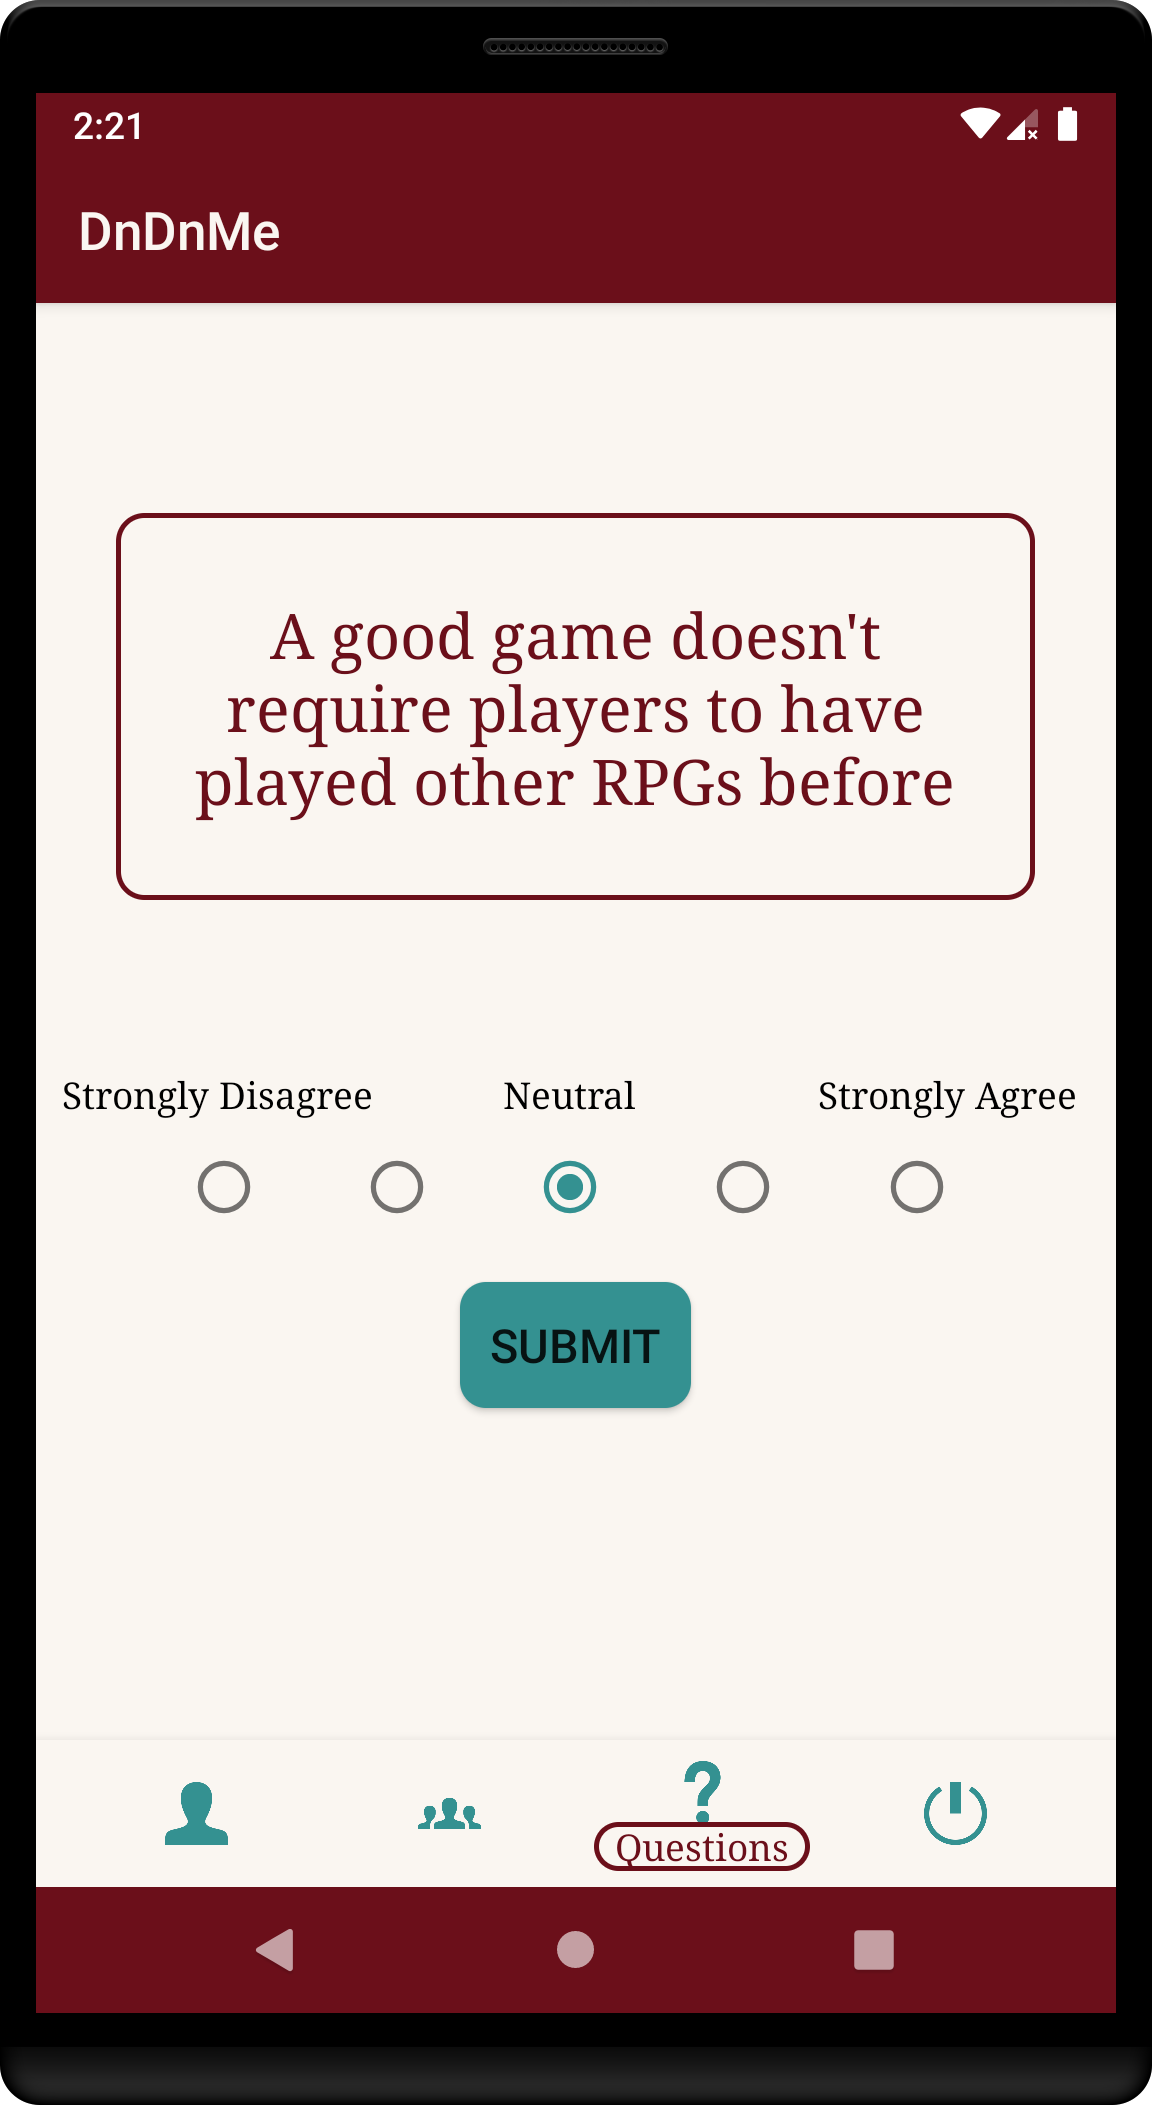 2:21
DnDnMe
A good game doesn't
require players to have
played other RPGs before
Strongly Disagree Neutral Strongly Agree
SUBMIT
Questions